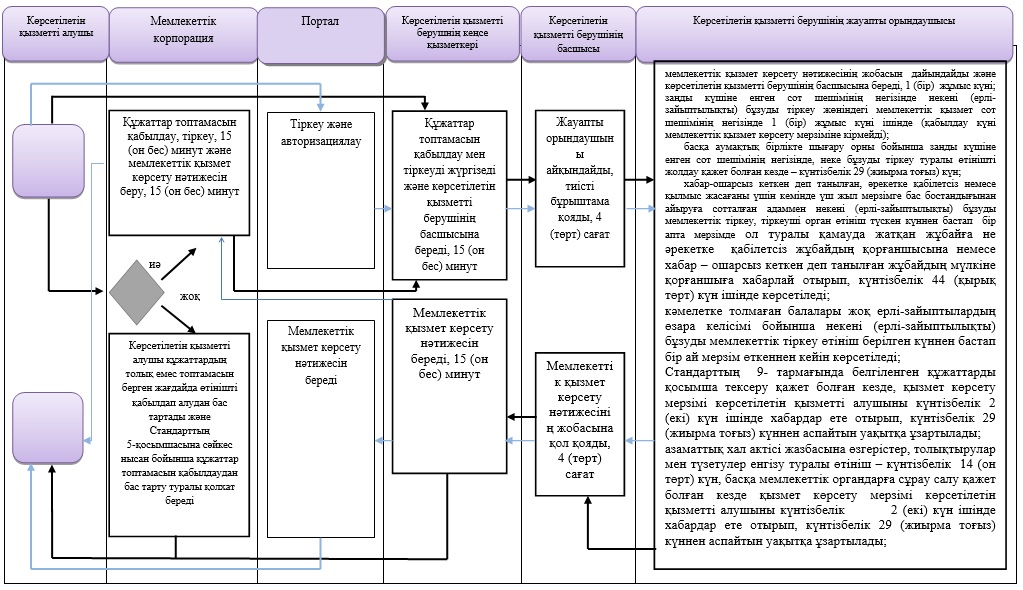 Көрсетілетін
қызметті алушы
Мемлекеттік
корпорация
Портал
Көрсетілетін қызметті
берушнің кеңсе
қызметкері
Көрсетілетін
қызметті берушінің
басшысы
Көрсетілетін қызметті берушінің жауапты орындаушысы
Құжаттар топтамасын
қабылдау, тіркеу, 15
(он бес) минут және
мемлекеттік қызмет
көрсету нәтижесін
беру, 15 (он бес) минут
иә
жоқ
Көрсетілетін қызметті
алушы құжаттардың
толық емес топтамасын
берген жағдайда өтінішті
қабылдап алудан бас
тартады және
Стандарттың
5-қосымшасына сәйкес
нысан бойынша құжаттар
топтамасын қабылдаудан
бас тарту туралы қолхат
береді
Тіркеу және
авторизациялау
Мемлекеттік
қызмет көрсету
нәтижесін
береді
Құжаттар
топтамасын
қабылдау мен
тіркеуді жүргізеді
және көрсетілетін
қызметті
берушінің
басшысына
береді, 15 (он
бес) минут
Мемлекеттік
қызмет көрсету
нәтижесін
береді, 15 (он
бес) минут
Жауапты
орындаушын
ы
айқындайды,
тиісті
бұрыштама
қояды, 4
(төрт) сағат
Мемлекетті
к қызмет
көрсету
нәтижесіні
ң жобасына
қол қояды,
4 (төрт)
сағат
мемлекеттік қызмет көрсету нәтижесінің жобасын дайындайды және
көрсетілетін қызметті берушінің басшысына береді, 1 (бір) жұмыс күні;
заңды күшіне енген сот шешімінің негізінде некені (ерлі-
зайыптылықты) бұзуды тіркеу жөніндегі мемлекеттік қызмет сот
шешімінің негізінде 1 (бір) жұмыс күні ішінде (қабылдау күні
мемлекеттік қызмет көрсету мерзіміне кірмейді);
басқа аумақтық бірлікте шығару орны бойынша заңды күшіне
енген сот шешімінің негізінде, неке бұзуды тіркеу туралы өтінішті
жолдау қажет болған кезде – күнтізбелік 29 (жиырма тоғыз) күн;
хабар-ошарсыз кеткен деп танылған, әрекетке қабілетсіз немесе
қылмыс жасағаны үшін кемінде үш жыл мерзімге бас бостандығынан
айыруға сотталған адаммен некені (ерлі-зайыптылықты) бұзуды
мемлекеттік тіркеу, тіркеуші орган өтініш түскен күннен бастап бір
апта мерзімде ол туралы қамауда жатқан жұбайға не
әрекетке қабілетсіз жұбайдың қорғаншысына немесе
хабар – ошарсыз кеткен деп танылған жұбайдың мүлкіне
қорғаншыға хабарлай отырып, күнтізбелік 44 (қырық
төрт) күн ішінде көрсетіледі;
кәмелетке толмаған балалары жоқ ерлі-зайыптылардың
өзара келісімі бойынша некені (ерлі-зайыптылықты)
бұзуды мемлекеттік тіркеу өтініш берілген күннен бастап
бір ай мерзім өткеннен кейін көрсетіледі;
Стандарттың 9- тармағында белгіленген құжаттарды
қосымша тексеру қажет болған кезде, қызмет көрсету
мерзімі көрсетілетін қызметті алушыны күнтізбелік 2
(екі) күн ішінде хабардар ете отырып, күнтізбелік 29
(жиырма тоғыз) күннен аспайтын уақытқа ұзартылады;
азаматтық хал актісі жазбасына өзгерістер, толықтырулар
мен түзетулер енгізу туралы өтініш – күнтізбелік 14 (он
төрт) күн, басқа мемлекеттік органдарға сұрау салу қажет
болған кезде қызмет көрсету мерзімі көрсетілетін
қызметті алушыны күнтізбелік 2 (екі) күн ішінде
хабардар ете отырып, күнтізбелік 29 (жиырма тоғыз)
күннен аспайтын уақытқа ұзартылады;